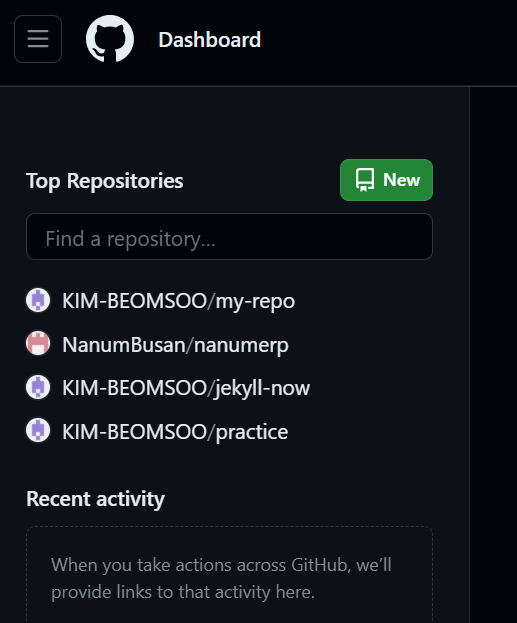 Dashboard
Top Repositories
New
Find a repository…
KIM-BEOMSOO/my-repo
NanumBusan/nanumerp
KIM-BEOMSOO/jekyll-now
KIM-BEOMSOO/practice
Recent activity
When you take actions across GitHub, we’ll
provide links to that activity here.